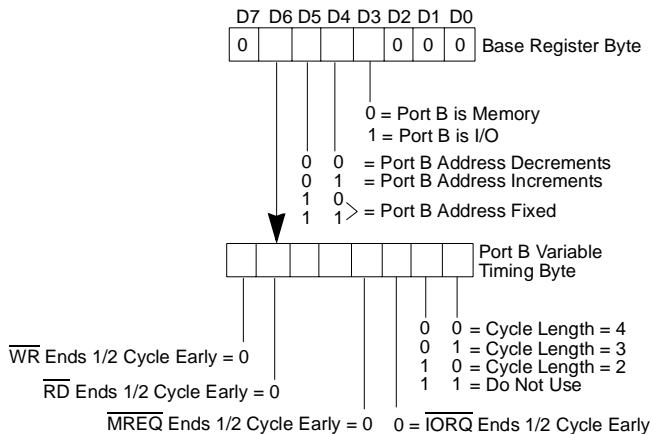 D7 D6 D5 D4 D3 D2 D1 D0
0 0 0 0 Base Register Byte
0 = Port B is Memory
1 = Port B is I/O
0 0 = Port B Address Decrements
0 1 = Port B Address Increments
1 0
1 1 > = Port B Address Fixed
Port B Variable
Timing Byte
0 0 = Cycle Length = 4
0 1 = Cycle Length = 3
1 0 = Cycle Length = 2
1 1 = Do Not Use
WR Ends 1/2 Cycle Early = 0
RD Ends 1/2 Cycle Early = 0
MREQ Ends 1/2 Cycle Early = 0
0 = IORQ Ends 1/2 Cycle Early